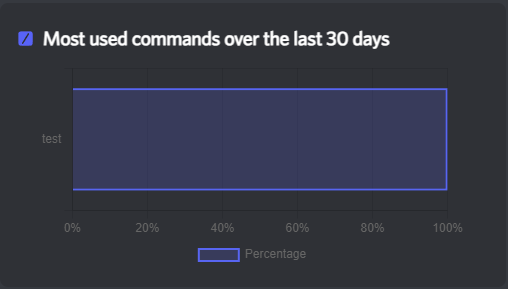 Most used commands over the last 30 days
test
0% 20% 40% 60% 80% 100%
Percentage